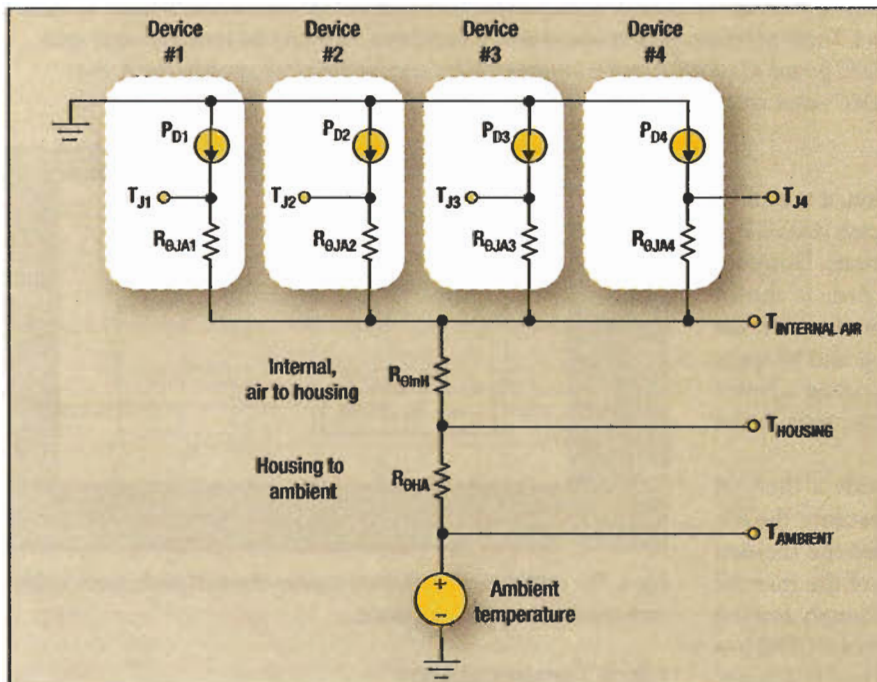 Device #1
Device #2
Device #3
Device #4
PD1
PD2
PD3
PD4
TJ1
TJ2
TJ3
TJ4
RΘJA1
RΘJA2
RΘJA3
RΘJA4
TINTERNAL AIR
Internal,
air to housing
RΘInH
THOUSING
Housing to
ambient
RΘHA
TAMBIENT
+
−
Ambient
temperature